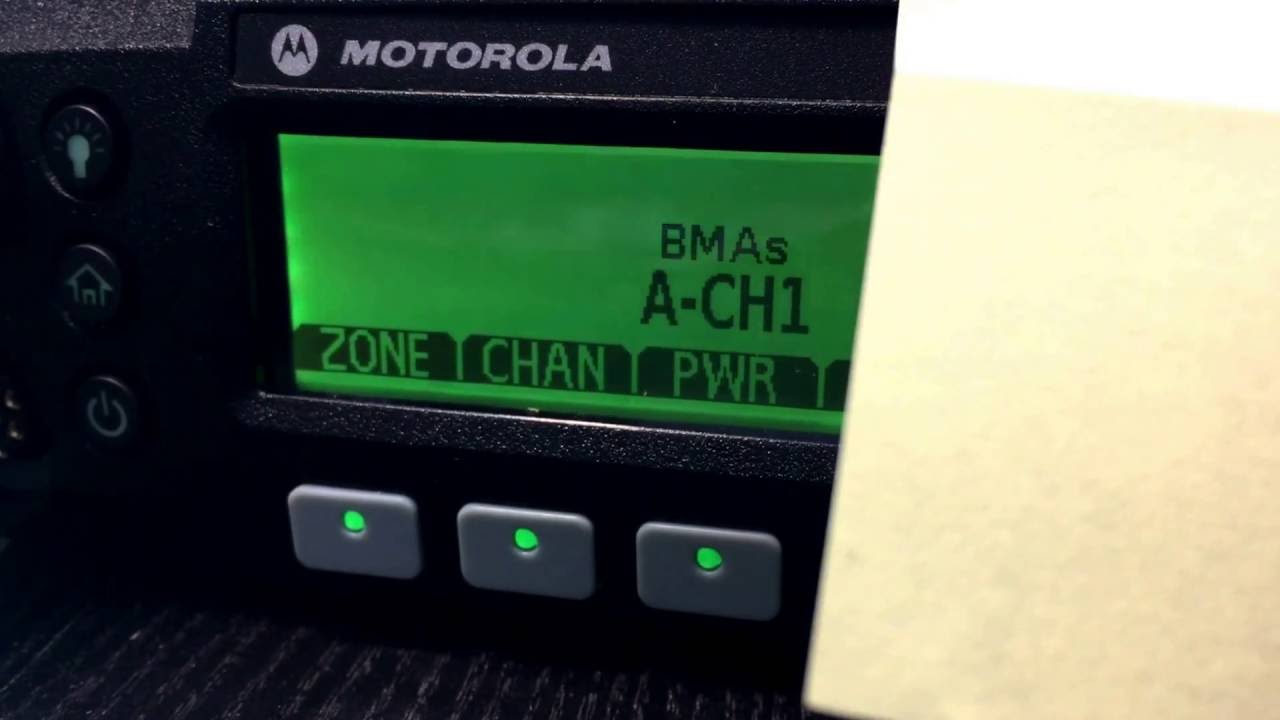 MOTOROLA
BMAs
A-CH1
ZONE CHAN PWR